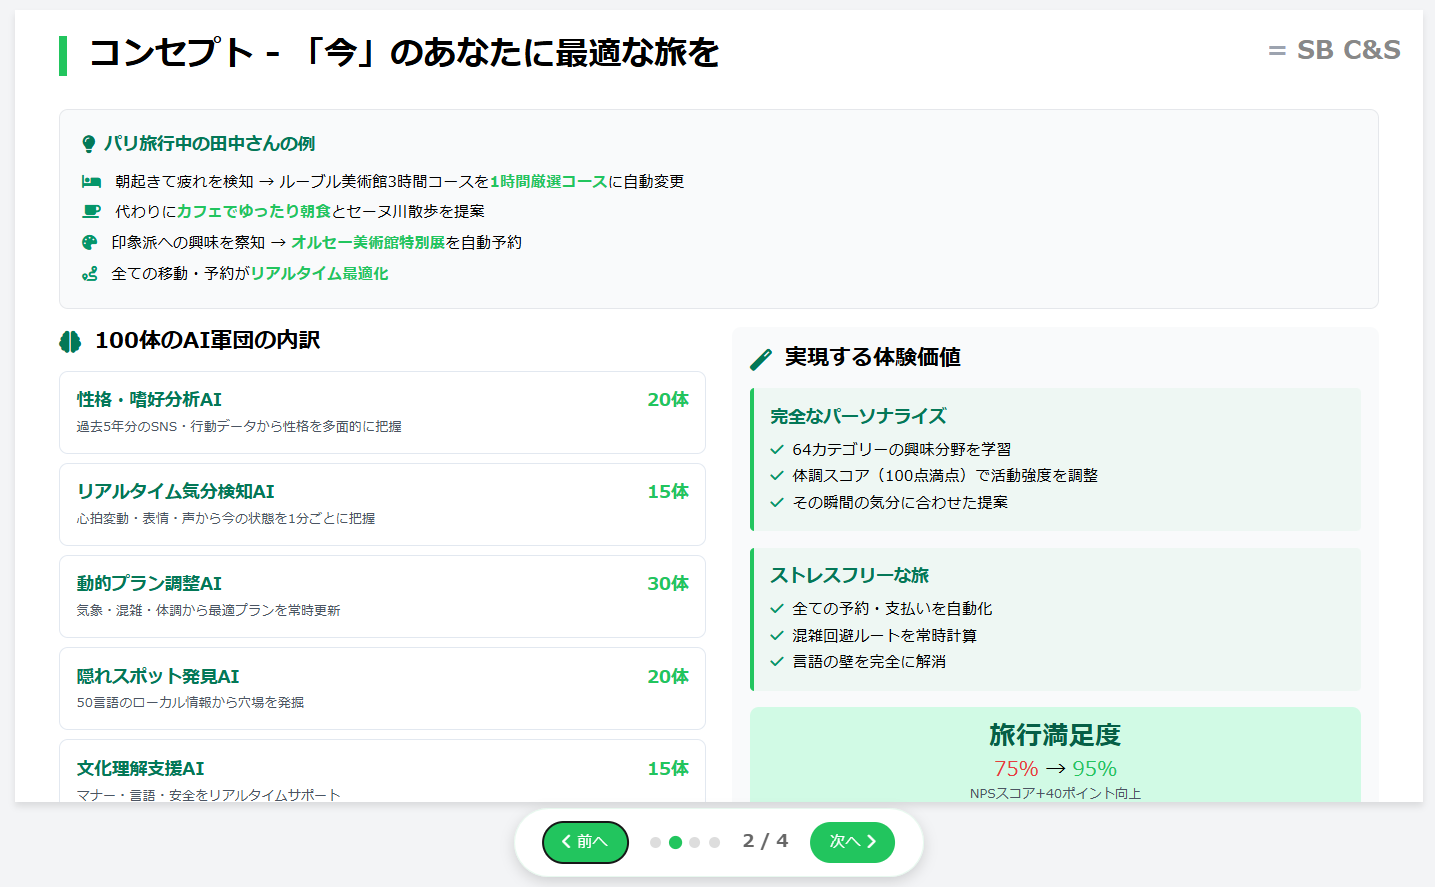 コンセプト - 「今」のあなたに最適な旅を
= SB C&S
パリ旅行中の田中さんの例
朝起きて疲れを検知 → ルーブル美術館3時間コースを1時間厳選コースに自動変更
代わりにカフェでゆったり朝食とセーヌ川散歩を提案
印象派への興味を察知 → オルセー美術館特別展を自動予約
全ての移動・予約がリアルタイム最適化
100体のAI軍団の内訳
性格・嗜好分析AI 20体
過去5年分のSNS・行動データから性格を多面的に把握
リアルタイム気分検知AI 15体
心拍変動・表情・声から今の状態を1分ごとに把握
動的プラン調整AI 30体
気象・混雑・体調から最適プランを常時更新
隠れスポット発見AI 20体
50言語のローカル情報から穴場を発掘
文化理解支援AI 15体
マナー・言語・安全をリアルタイムサポート
実現する体験価値
完全なパーソナライズ
64カテゴリーの興味分野を学習
体調スコア（100点満点）で活動強度を調整
その瞬間の気分に合わせた提案
ストレスフリーな旅
全ての予約・支払いを自動化
混雑回避ルートを常時計算
言語の壁を完全に解消
旅行満足度
75% → 95%
NPSスコア+40ポイント向上
前へ 2 / 4 次へ